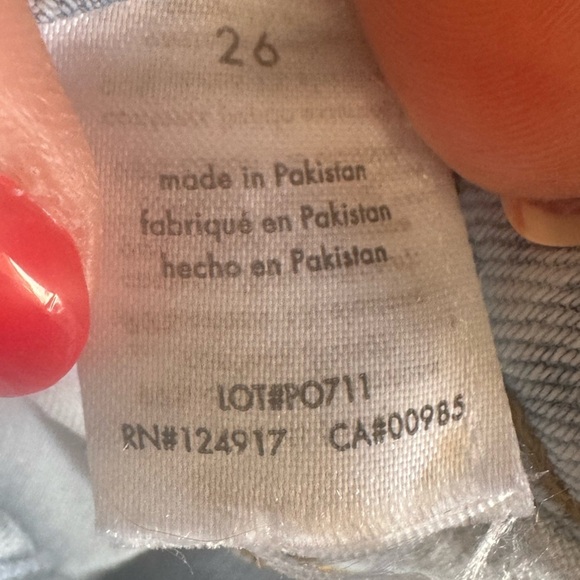 26
made in Pakistan
fabriqué en Pakistan
hecho en Pakistan
LOT#PO711
RN#124917 CA#00985